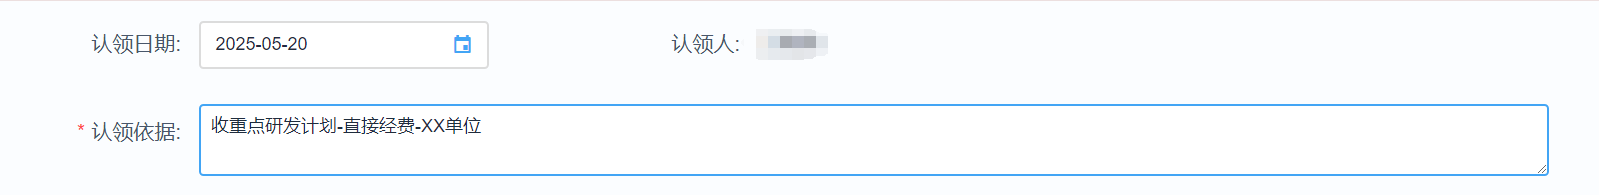 认领日期: 2025-05-20 认领人:
* 认领依据: 收重点研发计划-直接经费-XX单位